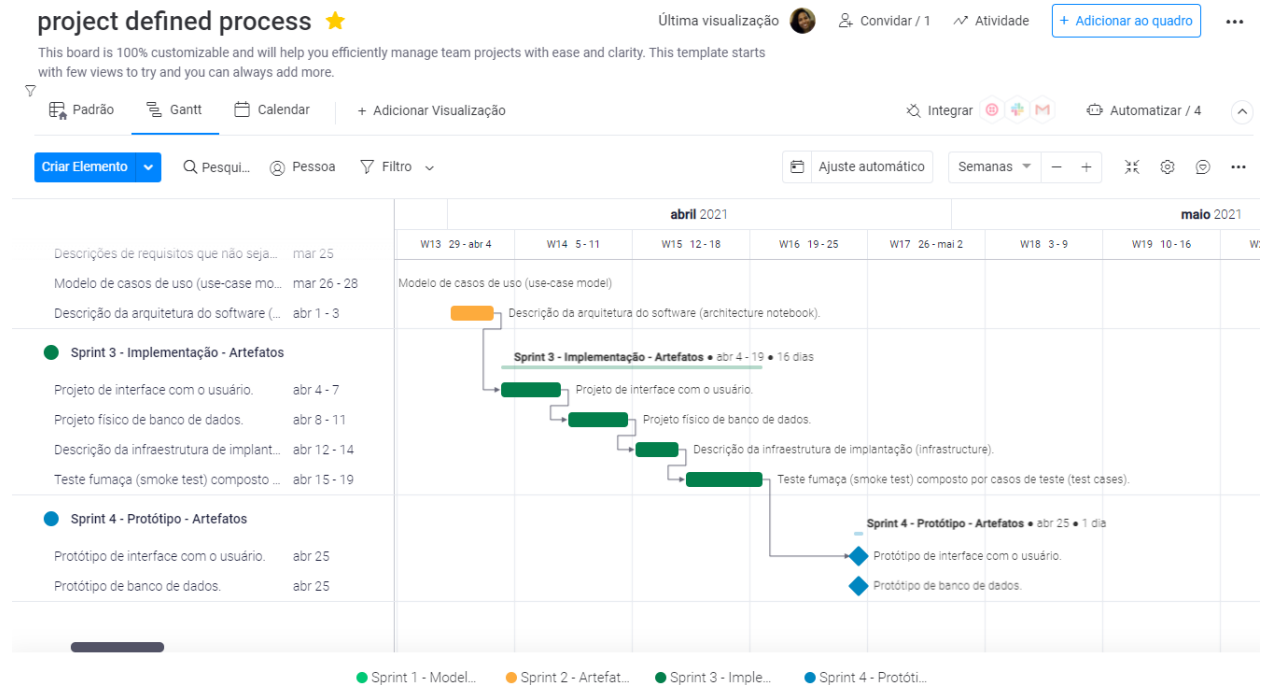 project defined process
Última visualização
Convidar / 1
Atividade
+ Adicionar ao quadro
This board is 100% customizable and will help you efficiently manage team projects with ease and clarity. This template starts
with few views to try and you can always add more.
Padrão
Gantt
Calendar
+ Adicionar Visualização
Integrar
Automatizar / 4
Criar Elemento
Pesqui...
Pessoa
Filtro
Ajuste automático
Semanas
− +
abril 2021
maio 2021
W13 29 - abr 4
W14 5 - 11
W15 12 - 18
W16 19 - 25
W17 26 - mai 2
W18 3 - 9
W19 10 - 16
Descrições de requisitos que não seja... mar 25
Modelo de casos de uso (use-case mo... mar 26 - 28
Modelo de casos de uso (use-case model)
Descrição da arquitetura do software (... abr 1 - 3
Descrição da arquitetura do software (architecture notebook).
Sprint 3 - Implementação - Artefatos
Sprint 3 - Implementação - Artefatos ● abr 4 - 19 ● 16 dias
Projeto de interface com o usuário. abr 4 - 7
Projeto de interface com o usuário.
Projeto físico de banco de dados. abr 8 - 11
Projeto físico de banco de dados.
Descrição da infraestrutura de implant... abr 12 - 14
Descrição da infraestrutura de implantação (infrastructure).
Teste fumaça (smoke test) composto ... abr 15 - 19
Teste fumaça (smoke test) composto por casos de teste (test cases).
Sprint 4 - Protótipo - Artefatos
Sprint 4 - Protótipo - Artefatos ● abr 25 ● 1 dia
Protótipo de interface com o usuário. abr 25
Protótipo de interface com o usuário.
Protótipo de banco de dados. abr 25
Protótipo de banco de dados.
Sprint 1 - Model...
Sprint 2 - Artefat...
Sprint 3 - Imple...
Sprint 4 - Protóti...